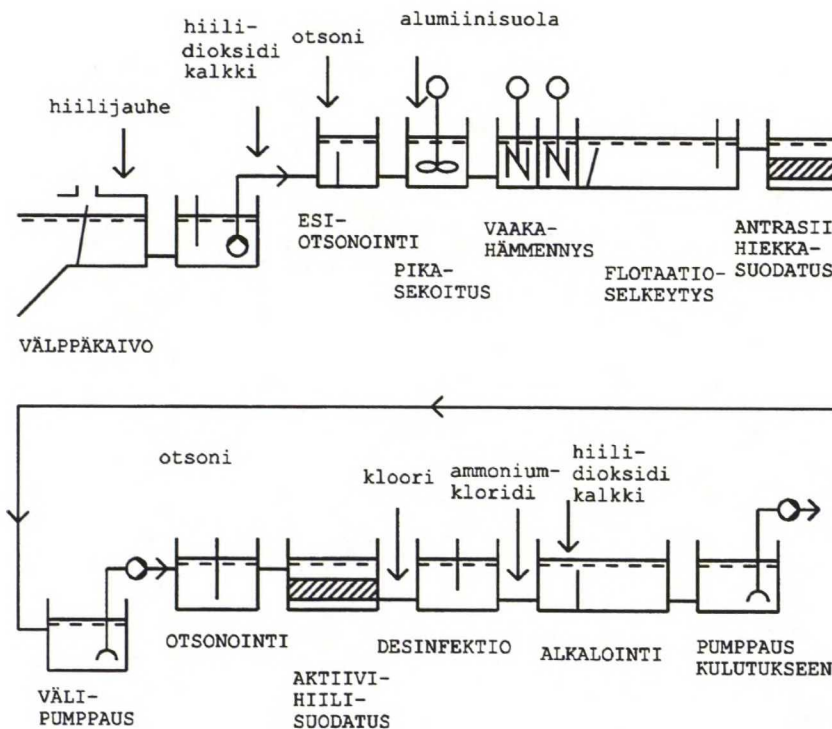 hiili-
dioksidi
kalkki
otsoni
alumiinisuola
hiilijauhe
ESI-
OTSONOINTI
PIKA-
SEKOITUS
VAAKA-
HÄMMENNYS
FLOTAATIO-
SELKEYTYS
ANTRASII
HIEKKA-
SUODATUS
VÄLPPÄKAIVO
otsoni
kloori
ammonium-
kloridi
hiili-
dioksidi
kalkki
VÄLI-
PUMPPAUS
OTSONOINTI
AKTIIVI-
HIILI-
SUODATUS
DESINFEKTIO
ALKALOINTI
PUMPPAUS
KULUTUKSEEN